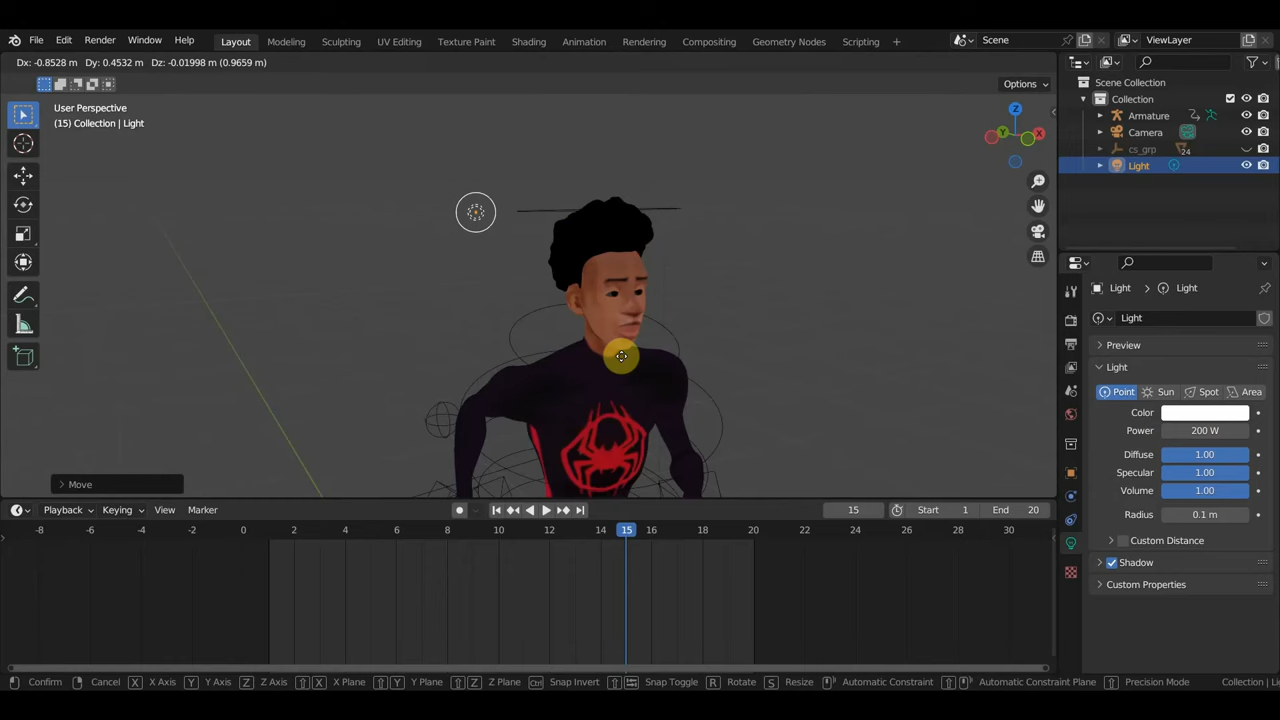 File Edit Render Window Help
Layout Modeling Sculpting UV Editing Texture Paint Shading Animation Rendering Compositing Geometry Nodes Scripting +
Scene
ViewLayer
Dx: -0.8528 m Dy: 0.4532 m Dz: -0.01998 m (0.9659 m)
Options
User Perspective
(15) Collection | Light
Z
Y
X
Move
Scene Collection
Collection
Armature
Camera
cs_grp
24
Light
Light Light
Light
Preview
Light
Point Sun Spot Area
Color
Power 200 W
Diffuse 1.00
Specular 1.00
Volume 1.00
Radius 0.1 m
Custom Distance
Shadow
Custom Properties
Playback Keying View Marker
15
Start 1
End 20
-8 -6 -4 -2 0 2 4 6 8 10 12 14 15 16 18 20 22 24 26 28 30
Confirm Cancel X X Axis Y Y Axis Z Z Axis X X Plane Y Y Plane Z Z Plane Ctrl Snap Invert Snap Toggle R Rotate S Resize Automatic Constraint Automatic Constraint Plane Precision Mode Collection | Li